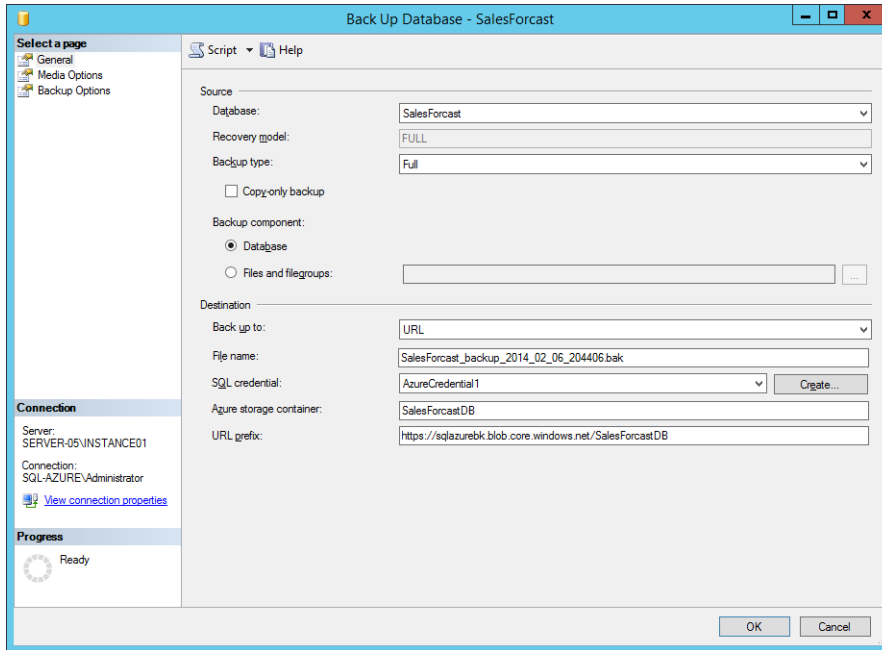 Back Up Database - SalesForcast
Select a page
General
Media Options
Backup Options
Script
Help
Source
Database:
SalesForcast
Recovery model:
FULL
Backup type:
Full
Copy-only backup
Backup component:
Database
Files and filegroups:
...
Destination
Back up to:
URL
File name:
SalesForcast_backup_2014_02_06_204406.bak
SQL credential:
AzureCredential1
Create...
Azure storage container:
SalesForcastDB
URL prefix:
https://sqlazurebk.blob.core.windows.net/SalesForcastDB
Connection
Server:
SERVER-05\INSTANCE01
Connection:
SQL-AZURE\Administrator
View connection properties
Progress
Ready
OK
Cancel